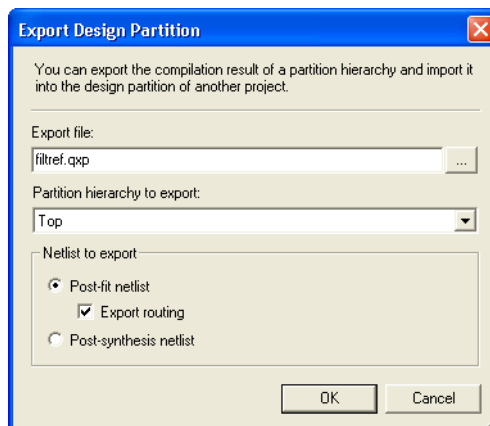 Export Design Partition
You can export the compilation result of a partition hierarchy and import it
into the design partition of another project.
Export file:
filtref.qxp
...
Partition hierarchy to export:
Top
Netlist to export
Post-fit netlist
Export routing
Post-synthesis netlist
OK Cancel